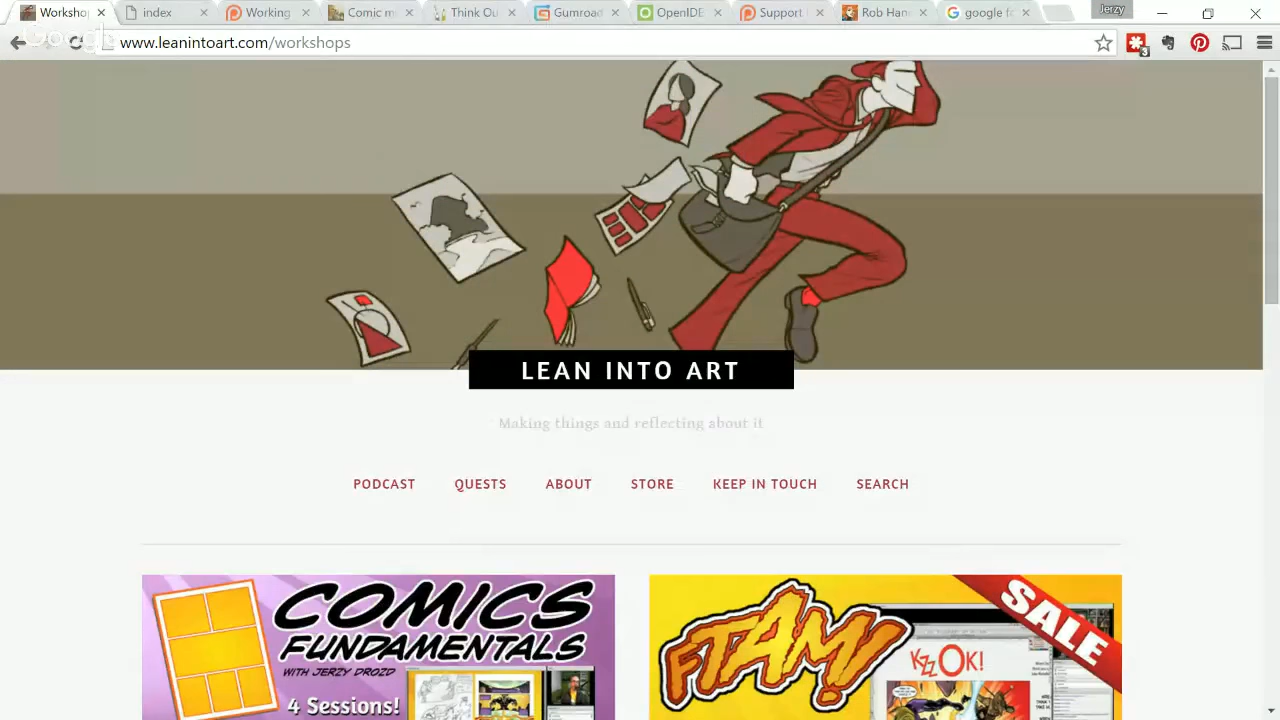 Workshop
index
Working
Comic m
Think Ou
Gumroad
OpenIDE
Support
Rob Han
google fo
Jerzy
Google
www.leanintoart.com/workshops
3
LEAN INTO ART
Making things and reflecting about it
PODCAST QUESTS ABOUT STORE KEEP IN TOUCH SEARCH
COMICS
FUNDAMENTALS
WITH JERZY DROZD
4 Sessions!
FTAM!
SALE
KZZOK!